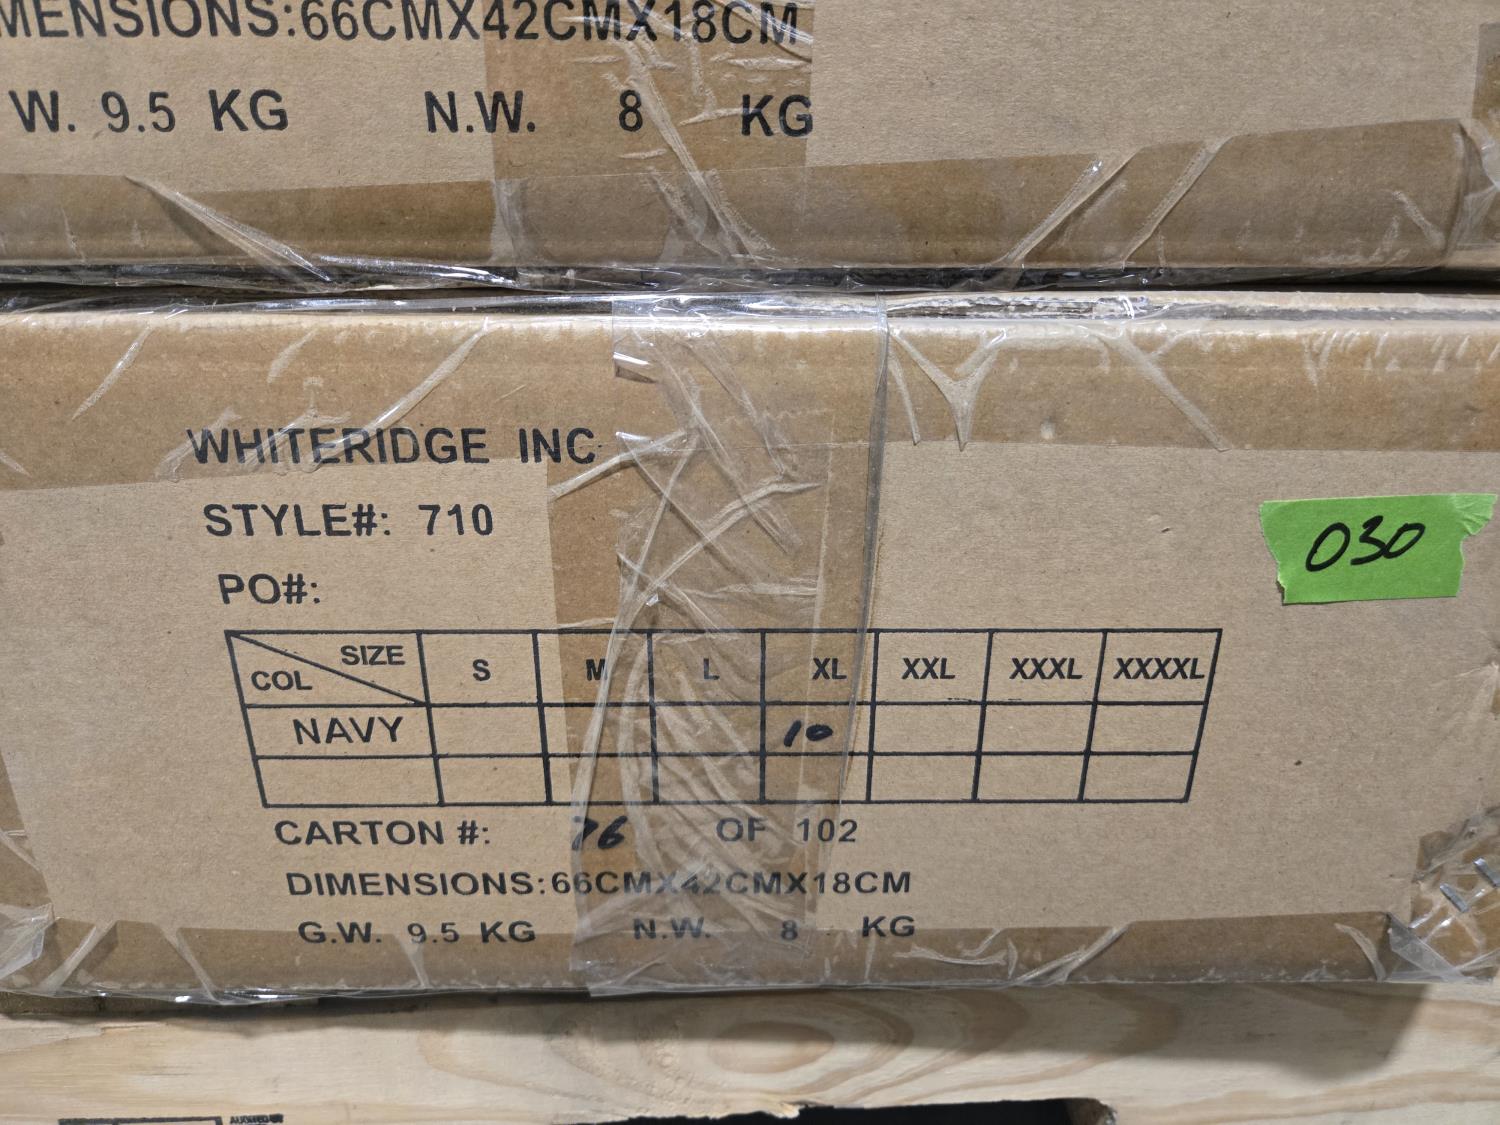 MENSIONS:66CMX42CMX18CM
W. 9.5 KG N.W. 8 KG
WHITERIDGE INC
STYLE#: 710
030
PO#:
SIZE S M L XL XXL XXXL XXXXL
COL
NAVY 10
CARTON #: 76 OF 102
DIMENSIONS:66CMX42CMX18CM
G.W. 9.5 KG N.W. 8 KG